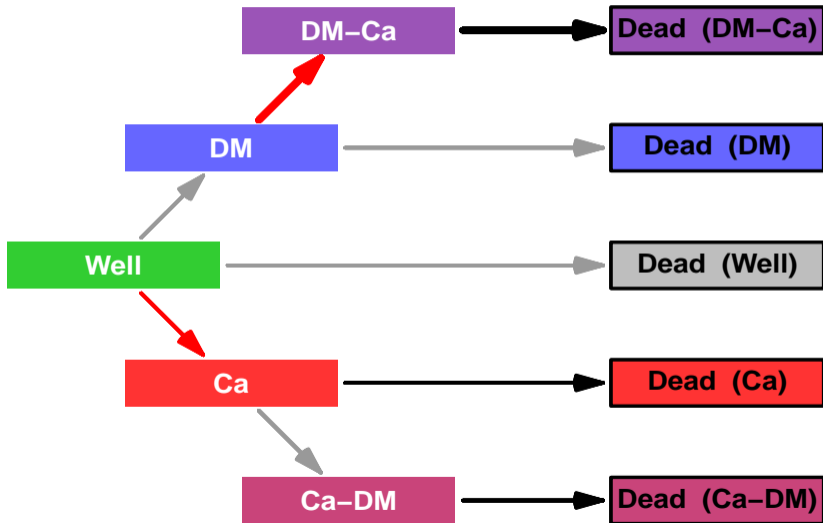 DM–Ca
Dead (DM–Ca)
DM
Dead (DM)
Well
Dead (Well)
Ca
Dead (Ca)
Ca–DM
Dead (Ca–DM)